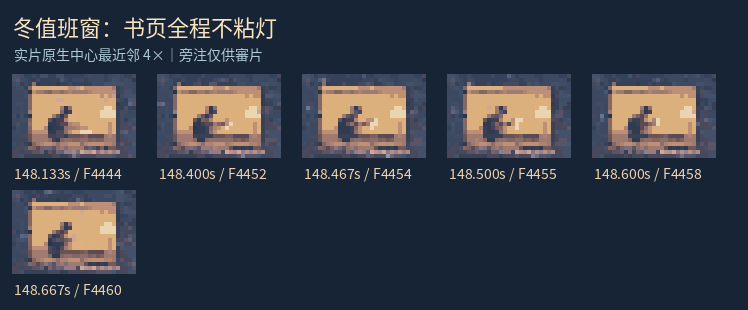 冬值班窗：书页全程不粘灯
实片原生中心最近邻 4×｜旁注仅供審片
148.133s / F4444
148.400s / F4452
148.467s / F4454
148.500s / F4455
148.600s / F4458
148.667s / F4460